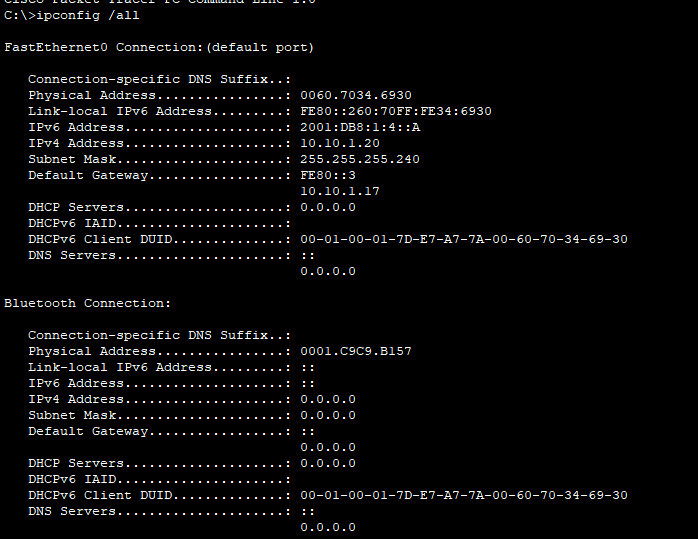 Cisco Packet Tracer PC Command Line 1.0
C:\>ipconfig /all
FastEthernet0 Connection:(default port)
Connection-specific DNS Suffix..:
Physical Address................: 0060.7034.6930
Link-local IPv6 Address.........: FE80::260:70FF:FE34:6930
IPv6 Address....................: 2001:DB8:1:4::A
IPv4 Address....................: 10.10.1.20
Subnet Mask.....................: 255.255.255.240
Default Gateway.................: FE80::3
10.10.1.17
DHCP Servers....................: 0.0.0.0
DHCPv6 IAID.....................:
DHCPv6 Client DUID..............: 00-01-00-01-7D-E7-A7-7A-00-60-70-34-69-30
DNS Servers.....................: ::
0.0.0.0
Bluetooth Connection:
Connection-specific DNS Suffix..:
Physical Address................: 0001.C9C9.B157
Link-local IPv6 Address.........: ::
IPv6 Address....................: ::
IPv4 Address....................: 0.0.0.0
Subnet Mask.....................: 0.0.0.0
Default Gateway.................: ::
0.0.0.0
DHCP Servers....................: 0.0.0.0
DHCPv6 IAID.....................:
DHCPv6 Client DUID..............: 00-01-00-01-7D-E7-A7-7A-00-60-70-34-69-30
DNS Servers.....................: ::
0.0.0.0